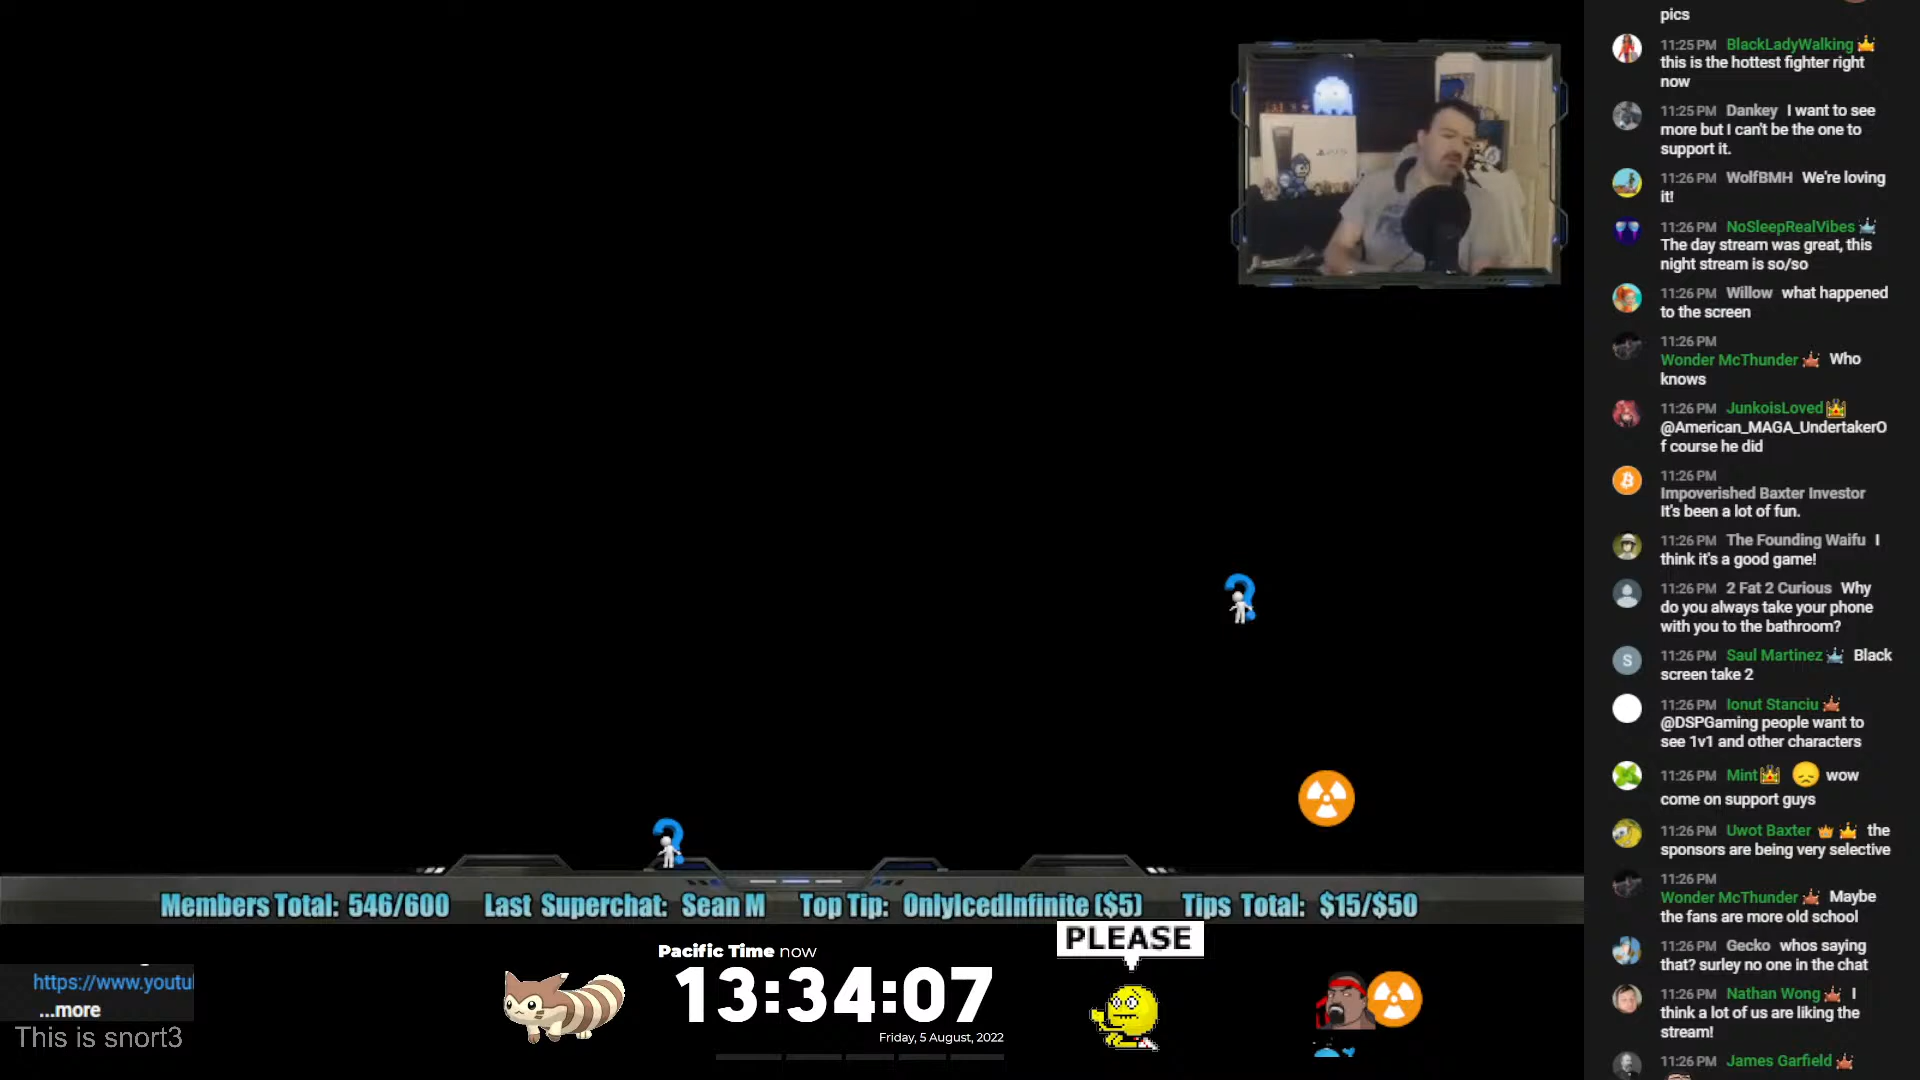 pics
11:25 PM BlackLadyWalking
this is the hottest fighter right
now
11:25 PM Dankey I want to see
more but I can't be the one to
support it.
11:26 PM WolfBMH We're loving
it!
11:26 PM NoSleepRealVibes
The day stream was great, this
night stream is so/so
11:26 PM Willow what happened
to the screen
11:26 PM
Wonder McThunder Who
knows
11:26 PM JunkoisLoved
@American_MAGA_UndertakerO
f course he did
11:26 PM
Impoverished Baxter Investor
It's been a lot of fun.
11:26 PM The Founding Waifu I
think it's a good game!
11:26 PM 2 Fat 2 Curious Why
do you always take your phone
with you to the bathroom?
S
11:26 PM Saul Martinez Black
screen take 2
11:26 PM Ionut Stanciu
@DSPGaming people want to
see 1v1 and other characters
11:26 PM Mint wow
come on support guys
11:26 PM Uwot Baxter the
sponsors are being very selective
11:26 PM
Wonder McThunder Maybe
the fans are more old school
11:26 PM Gecko whos saying
that? surley no one in the chat
11:26 PM Nathan Wong I
think a lot of us are liking the
stream!
11:26 PM James Garfield
Members Total: 546/600 Last Superchat: Sean M Top Tip: OnlyIcedInfinite ($5) Tips Total: $15/$50
PLEASE
Pacific Time now
13:34:07
Friday, 5 August, 2022
https://www.youtu
...more
This is snort3